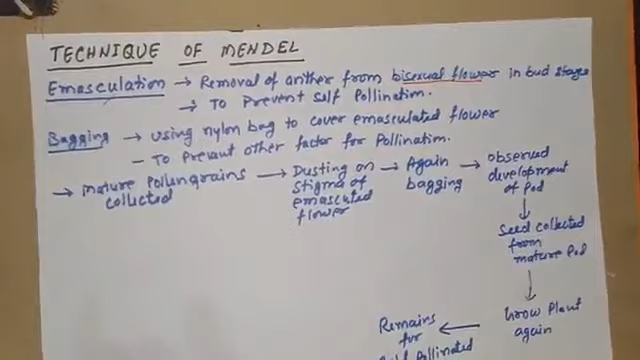 TECHNIQUE OF MENDEL
Emasculation → Removal of anther from bisexual flower in bud stage
→ To Prevent Self Pollination.
Bagging → Using nylon bag to cover emasculated flower
- To Prevent other factor for Pollination.
→ Mature Pollengrains → Dusting on → Again → Observed
collected stigma of bagging development
emasculated of Pod
flower ↓
Seed collected
from
mature Pod
↓
Grow Plant
again
Remains ←
for
Self Pollinated